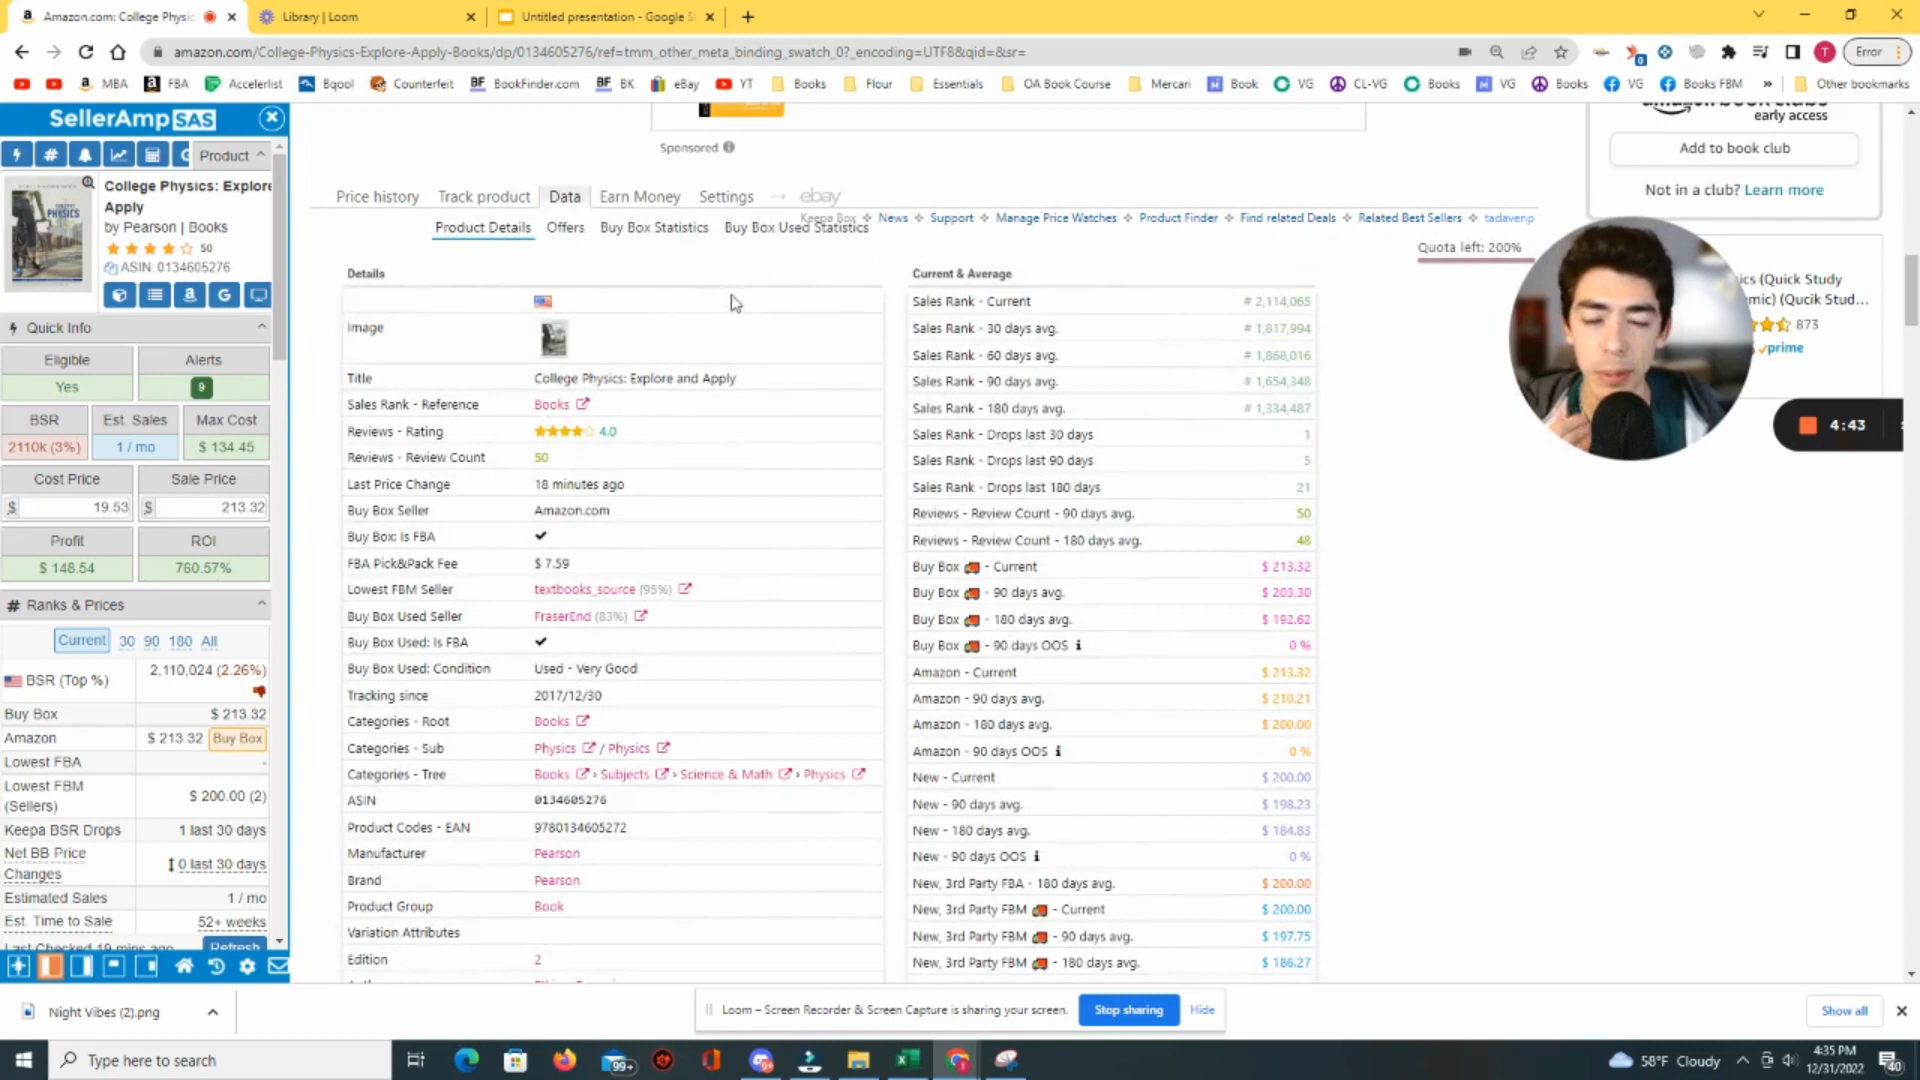 Amazon.com: College Physic
Library | Loom
Untitled presentation - Google S
amazon.com/College-Physics-Explore-Apply-Books/dp/0134605276/ref=tmm_other_meta_binding_swatch_0?_encoding=UTF8&qid=&sr=
Error
MBA FBA Accelerlist Bqool Counterfeit BookFinder.com BK eBay YT Books Flour Essentials OA Book Course Mercari Book VG CL-VG Books VG Books VG Books FBM » Other bookmarks
SellerAmp SAS
Product
College Physics: Explore
Apply
by Pearson | Books
50
ASIN: 0134605276
Quick Info
Eligible Alerts
Yes 9
BSR Est. Sales Max Cost
2110k (3%) 1 / mo $ 134.45
Cost Price Sale Price
$ 19.53 $ 213.32
Profit ROI
$ 148.54 760.57%
# Ranks & Prices
Current 30 90 180 All
BSR (Top %) 2,110,024 (2.26%)
Buy Box $ 213.32
Amazon $ 213.32 Buy Box
Lowest FBA -
Lowest FBM
(Sellers) $ 200.00 (2)
Keepa BSR Drops 1 last 30 days
Net BB Price
Changes 0 last 30 days
Estimated Sales 1 / mo
Est. Time to Sale 52+ weeks
Last Checked 19 mins ago Refresh
Sponsored
Price history Track product Data Earn Money Settings ebay
Keepa Box News Support Manage Price Watches Product Finder Find related Deals Related Best Sellers tadavenp
Product Details Offers Buy Box Statistics Buy Box Used Statistics
Quota left: 200%
Details
Image
Title College Physics: Explore and Apply
Sales Rank - Reference Books
Reviews - Rating 4.0
Reviews - Review Count 50
Last Price Change 18 minutes ago
Buy Box Seller Amazon.com
Buy Box: Is FBA ✔
FBA Pick&Pack Fee $ 7.59
Lowest FBM Seller textbooks_source (95%)
Buy Box Used Seller FraserEnd (83%)
Buy Box Used: Is FBA ✔
Buy Box Used: Condition Used - Very Good
Tracking since 2017/12/30
Categories - Root Books
Categories - Sub Physics / Physics
Categories - Tree Books › Subjects › Science & Math › Physics
ASIN 0134605276
Product Codes - EAN 9780134605272
Manufacturer Pearson
Brand Pearson
Product Group Book
Variation Attributes
Edition 2
Current & Average
Sales Rank - Current # 2,114,065
Sales Rank - 30 days avg. # 1,817,994
Sales Rank - 60 days avg. # 1,868,016
Sales Rank - 90 days avg. # 1,654,348
Sales Rank - 180 days avg. # 1,334,487
Sales Rank - Drops last 30 days 1
Sales Rank - Drops last 90 days 5
Sales Rank - Drops last 180 days 21
Reviews - Review Count - 90 days avg. 50
Reviews - Review Count - 180 days avg. 48
Buy Box - Current $ 213.32
Buy Box - 90 days avg. $ 203.30
Buy Box - 180 days avg. $ 192.62
Buy Box - 90 days OOS 0 %
Amazon - Current $ 213.32
Amazon - 90 days avg. $ 210.21
Amazon - 180 days avg. $ 200.00
Amazon - 90 days OOS 0 %
New - Current $ 200.00
New - 90 days avg. $ 198.23
New - 180 days avg. $ 184.83
New - 90 days OOS 0 %
New, 3rd Party FBA - 180 days avg. $ 200.00
New, 3rd Party FBM - Current $ 200.00
New, 3rd Party FBM - 90 days avg. $ 197.75
New, 3rd Party FBM - 180 days avg. $ 186.27
early access
Add to book club
Not in a club? Learn more
ics (Quick Study
mic) (Qucik Stud...
873
prime
4:43
Night Vibes (2).png
Loom – Screen Recorder & Screen Capture is sharing your screen.
Stop sharing
Hide
Show all
Type here to search
99+
58°F Cloudy
4:35 PM
12/31/2022
40